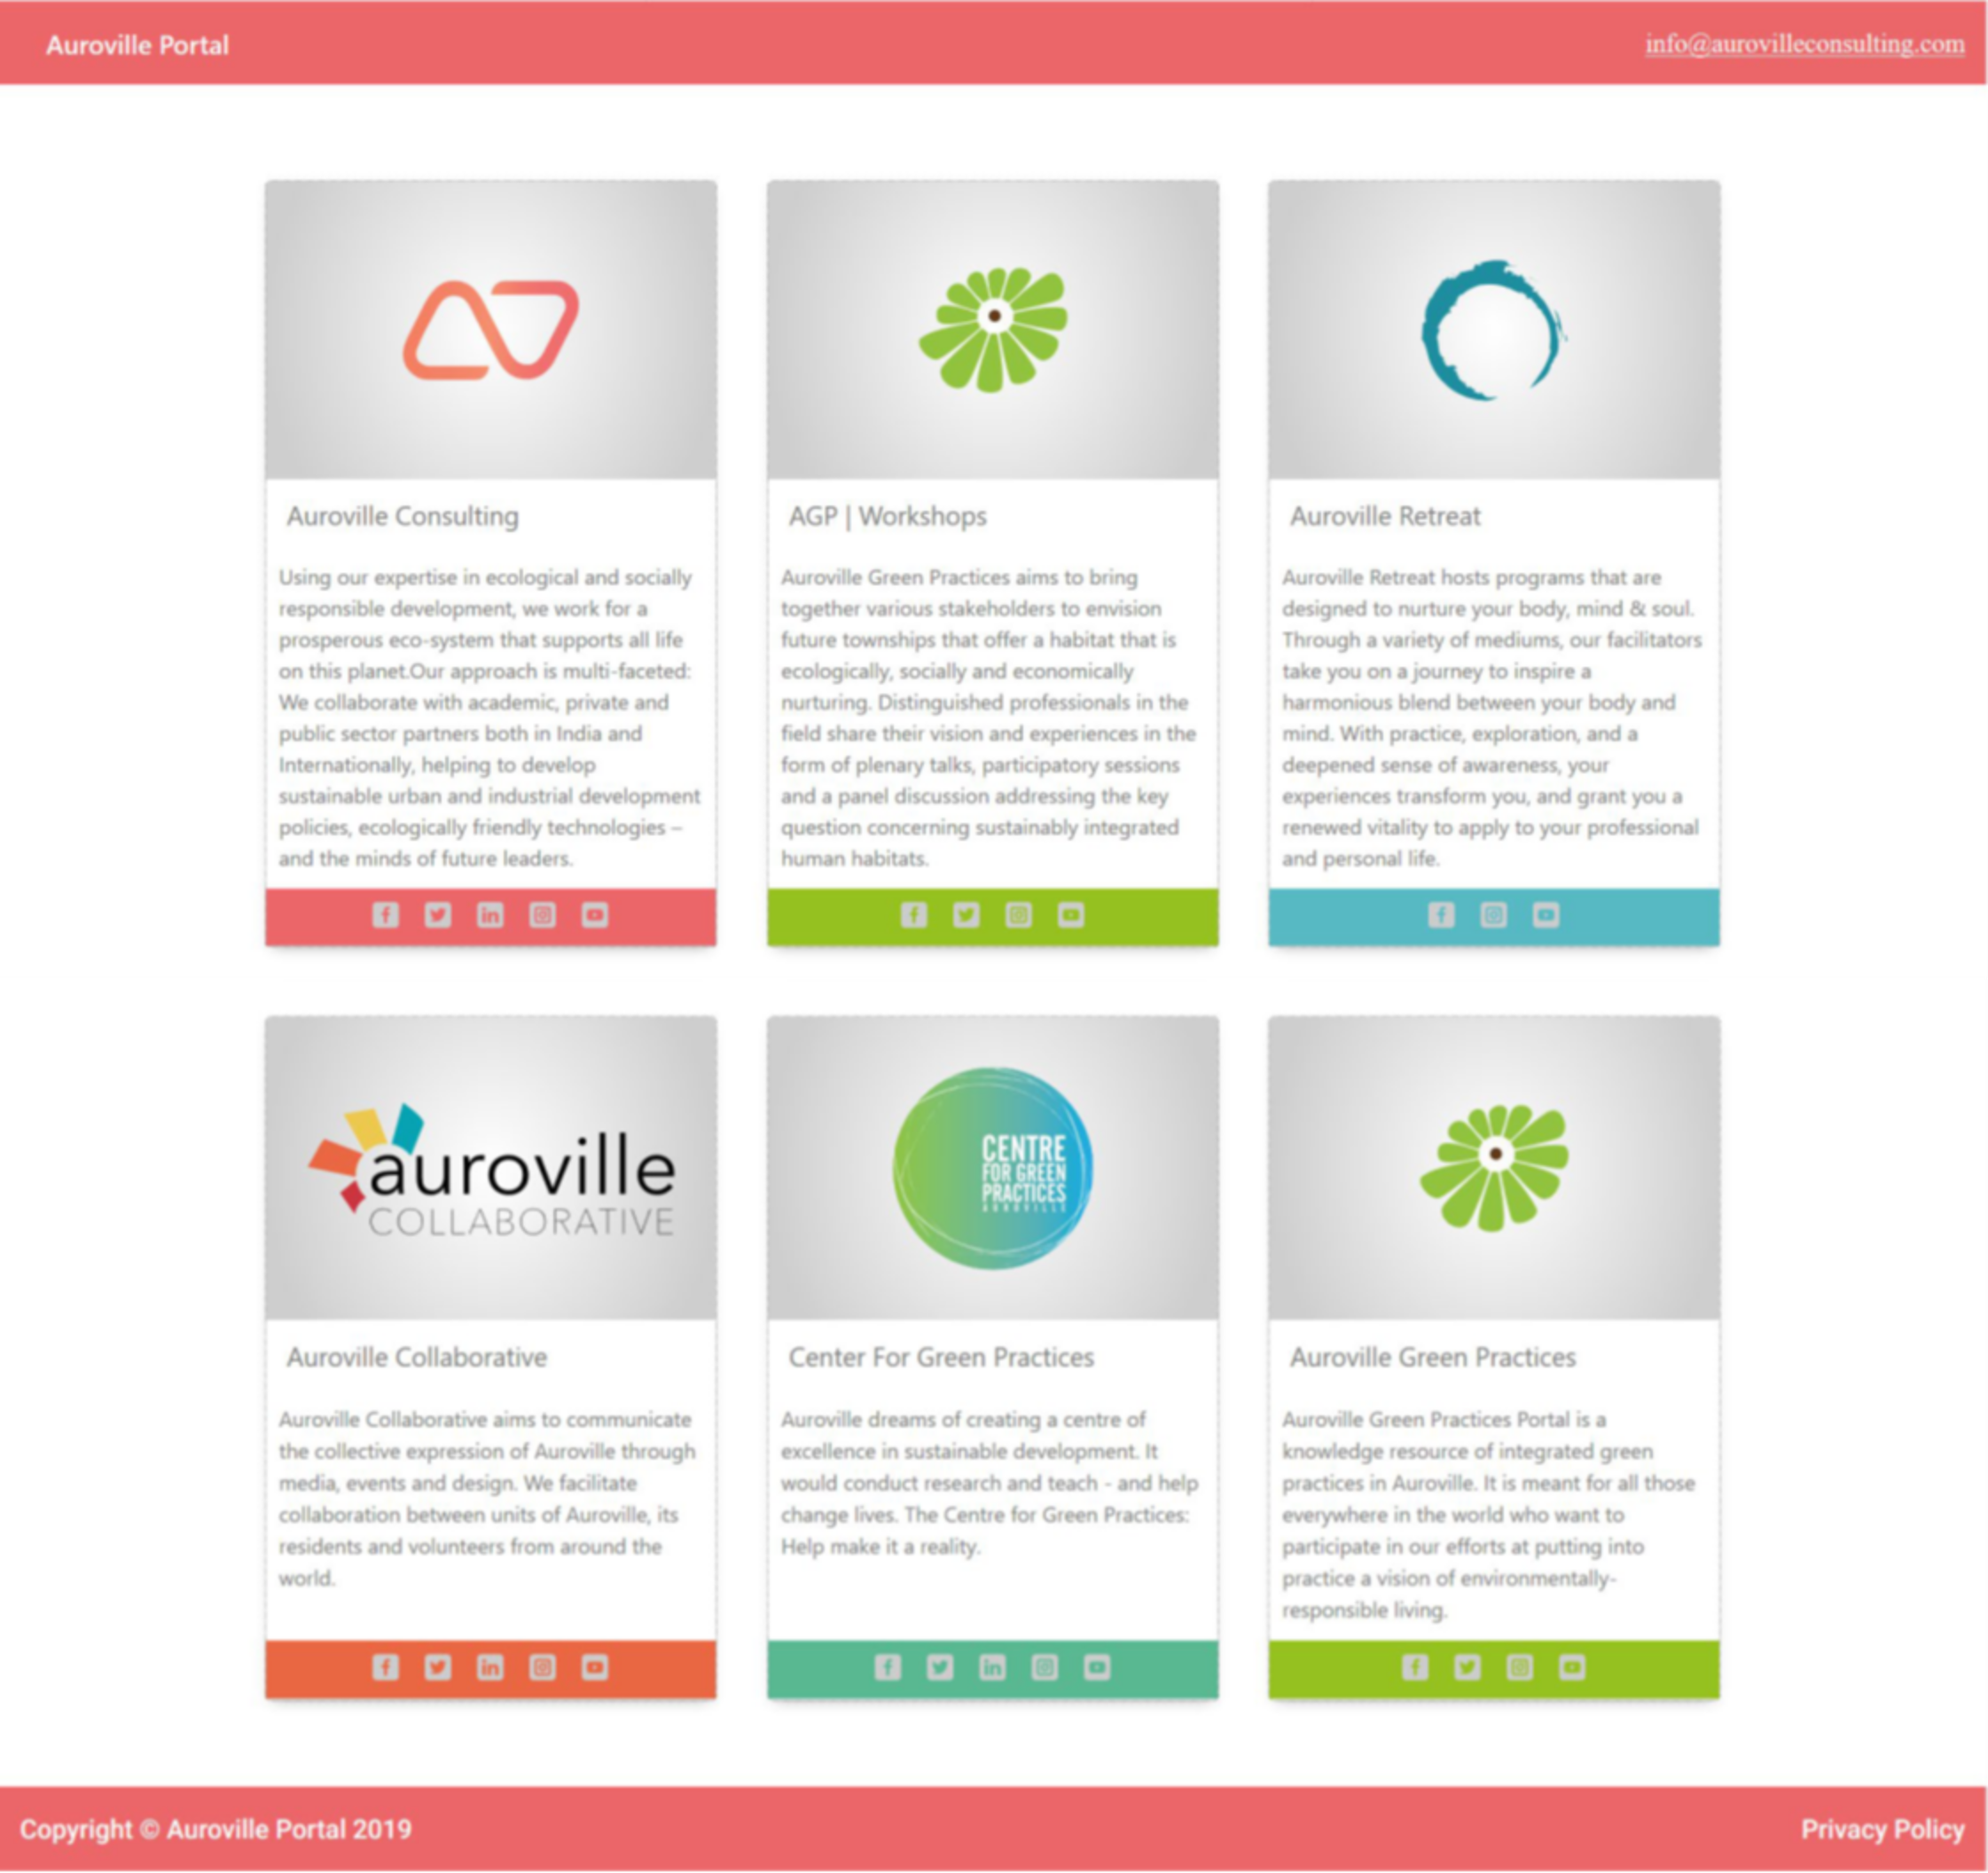 Auroville Portal
info@aurovilleconsulting.com
Auroville Consulting
Using our expertise in ecological and socially
responsible development, we work for a
prosperous eco-system that supports all life
on this planet.Our approach is multi-faceted:
We collaborate with academic, private and
public sector partners both in India and
Internationally, helping to develop
sustainable urban and industrial development
policies, ecologically friendly technologies –
and the minds of future leaders.
AGP | Workshops
Auroville Green Practices aims to bring
together various stakeholders to envision
future townships that offer a habitat that is
ecologically, socially and economically
nurturing. Distinguished professionals in the
field share their vision and experiences in the
form of plenary talks, participatory sessions
and a panel discussion addressing the key
question concerning sustainably integrated
human habitats.
Auroville Retreat
Auroville Retreat hosts programs that are
designed to nurture your body, mind & soul.
Through a variety of mediums, our facilitators
take you on a journey to inspire a
harmonious blend between your body and
mind. With practice, exploration, and a
deepened sense of awareness, your
experiences transform you, and grant you a
renewed vitality to apply to your professional
and personal life.
auroville
COLLABORATIVE
Auroville Collaborative
Auroville Collaborative aims to communicate
the collective expression of Auroville through
media, events and design. We facilitate
collaboration between units of Auroville, its
residents and volunteers from around the
world.
CENTRE
FOR GREEN
PRACTICES
AUROVILLE
Center For Green Practices
Auroville dreams of creating a centre of
excellence in sustainable development. It
would conduct research and teach - and help
change lives. The Centre for Green Practices:
Help make it a reality.
Auroville Green Practices
Auroville Green Practices Portal is a
knowledge resource of integrated green
practices in Auroville. It is meant for all those
everywhere in the world who want to
participate in our efforts at putting into
practice a vision of environmentally-
responsible living.
Copyright © Auroville Portal 2019
Privacy Policy